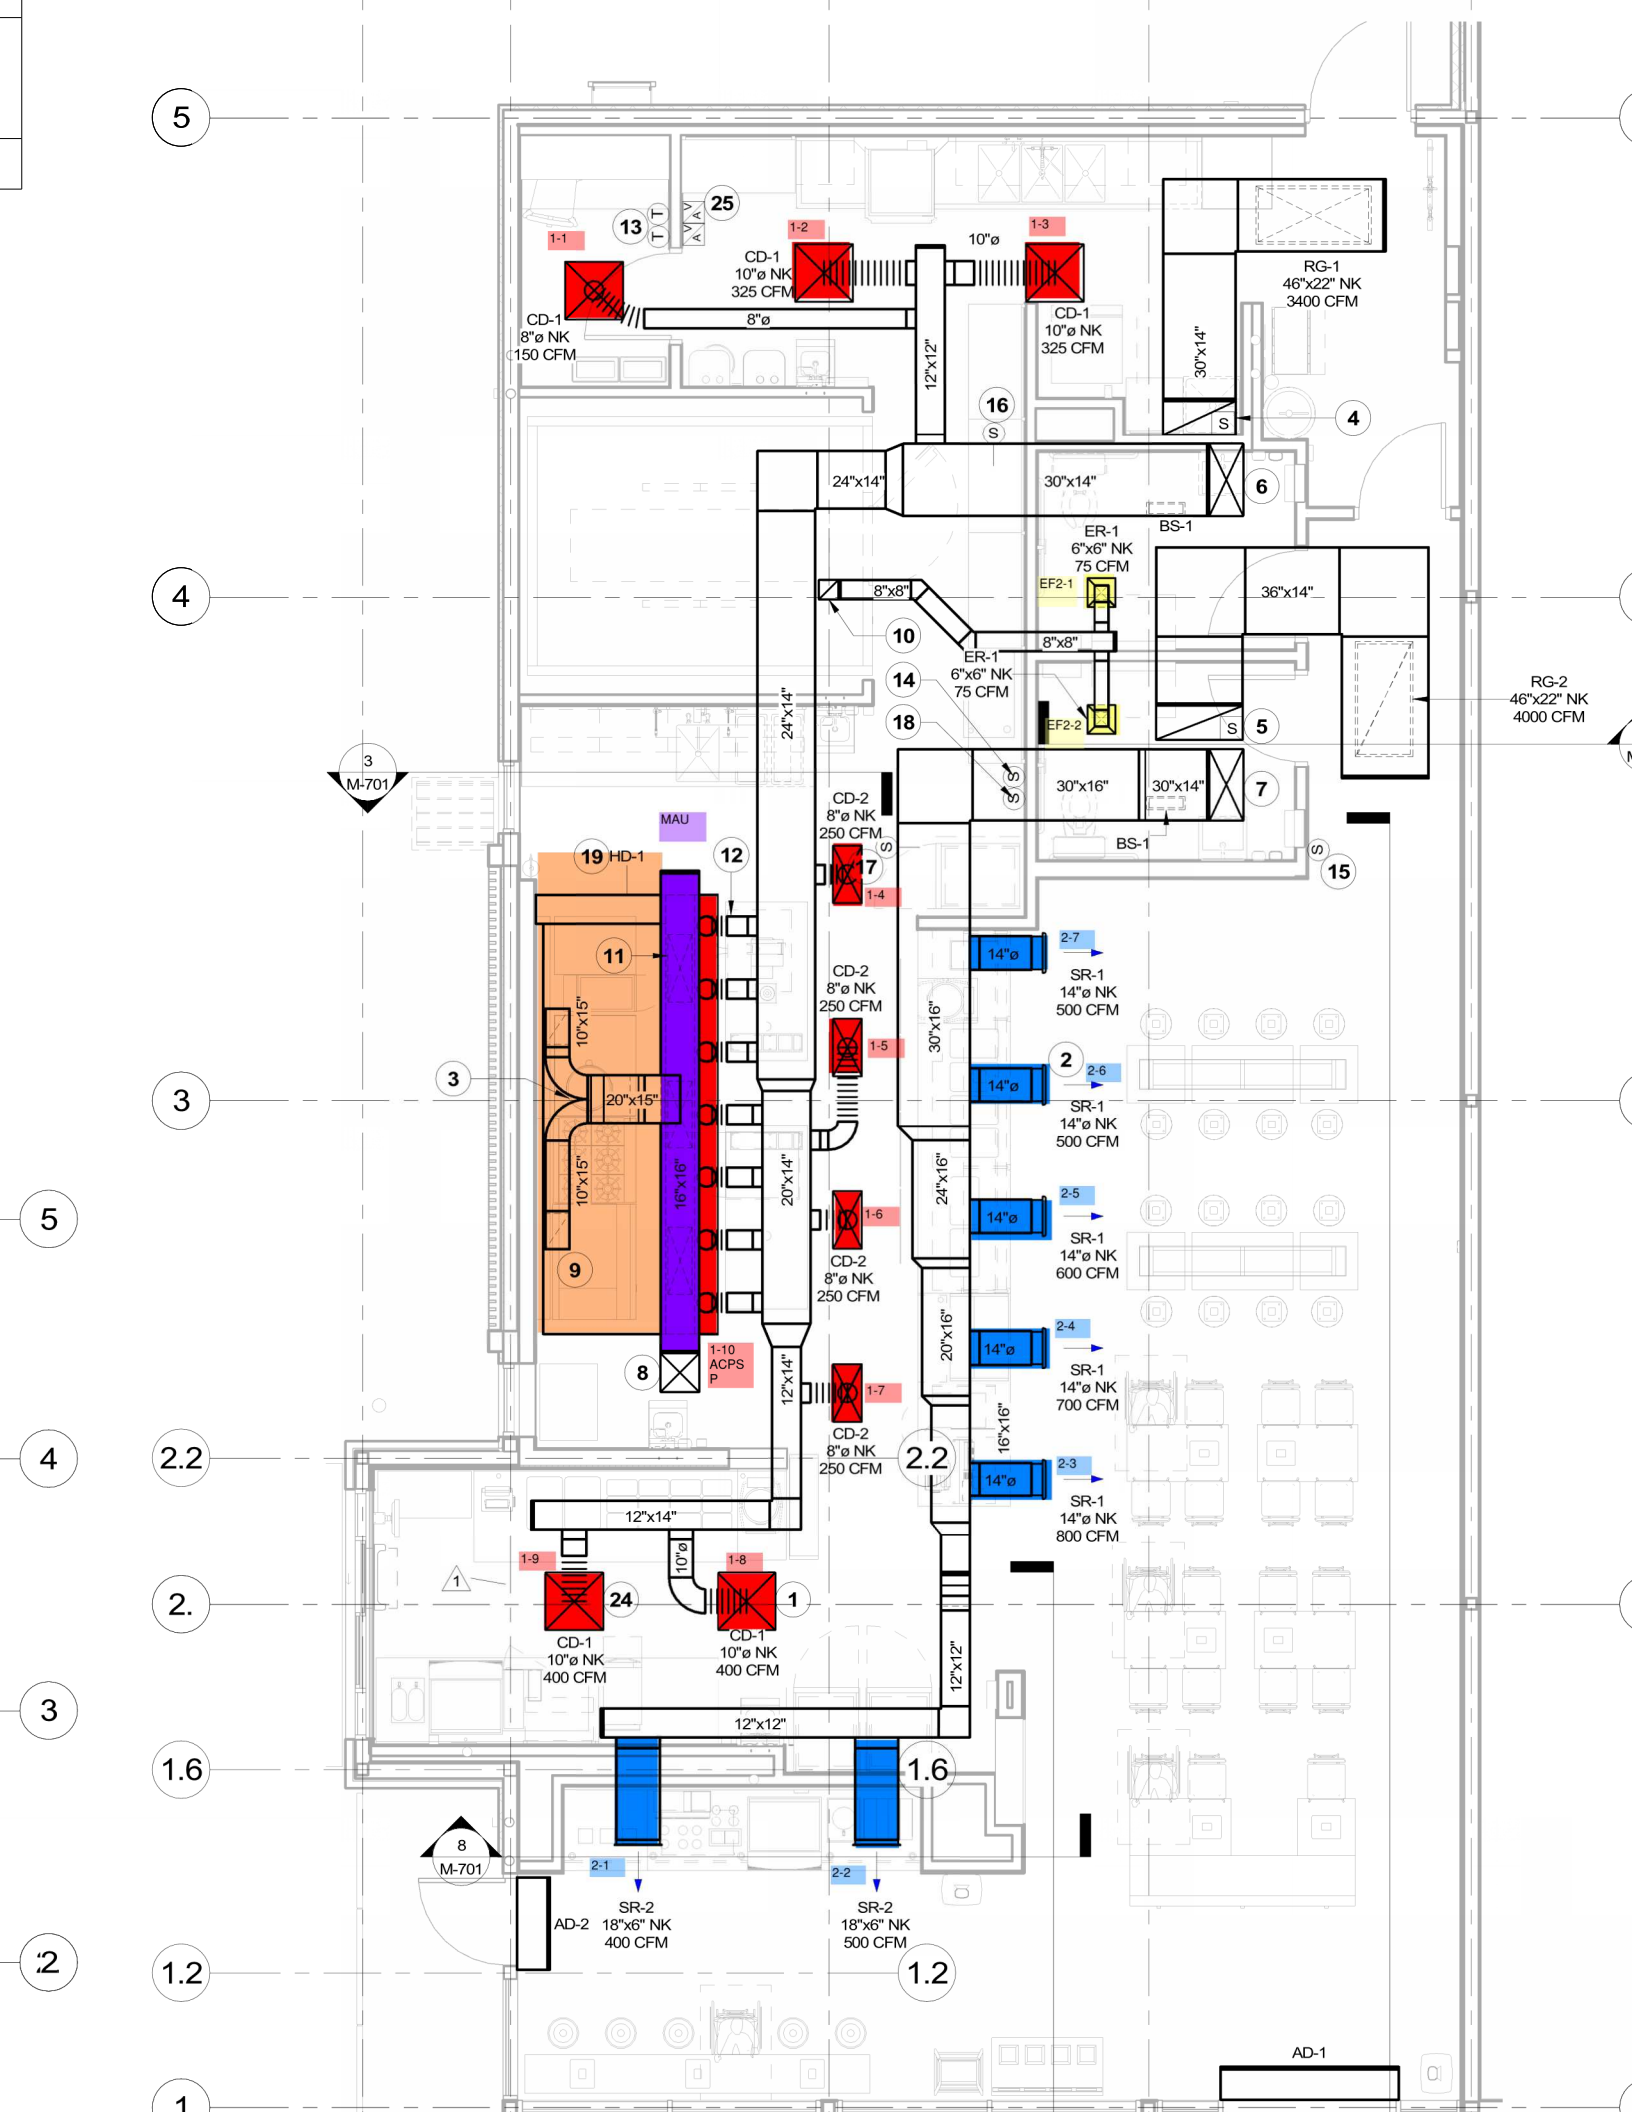 5
25
13
T
T
V
A
V
A
1-1
1-2
1-3
10"ø
CD-1
10"ø NK
325 CFM
RG-1
46"x22" NK
3400 CFM
CD-1
8"ø NK
150 CFM
8"ø
CD-1
10"ø NK
325 CFM
12"x12"
30"x14"
16
S
S
4
24"x14"
30"x14"
6
BS-1
ER-1
6"x6" NK
75 CFM
EF2-1
4
8"x8"
36"x14"
10
8"x8"
ER-1
6"x6" NK
75 CFM
14
RG-2
46"x22" NK
4000 CFM
24"x14"
18
EF2-2
S
5
3
M-701
S
S
30"x16"
30"x14"
7
CD-2
8"ø NK
250 CFM
MAU
BS-1
S
15
S
19
HD-1
12
17
1-4
11
2-7
14"ø
SR-1
14"ø NK
500 CFM
CD-2
8"ø NK
250 CFM
10"x15"
30"x16"
1-5
2
2-6
3
14"ø
3
20"x15"
SR-1
14"ø NK
500 CFM
10"x15"
16"x16"
20"x14"
24"x16"
2-5
5
1-6
14"ø
SR-1
14"ø NK
600 CFM
9
CD-2
8"ø NK
250 CFM
20"x16"
2-4
14"ø
8
1-10
ACPS
P
12"x14"
1-7
SR-1
14"ø NK
700 CFM
CD-2
8"ø NK
250 CFM
16"x16"
4
2.2
2.2
2-3
14"ø
SR-1
14"ø NK
800 CFM
12"x14"
1-9
10"ø
1-8
1
2.
24
1
CD-1
10"ø NK
400 CFM
CD-1
10"ø NK
400 CFM
12"x12"
3
12"x12"
1.6
1.6
8
M-701
2-1
2-2
SR-2
18"x6" NK
400 CFM
SR-2
18"x6" NK
500 CFM
AD-2
1.2
1.2
AD-1
1